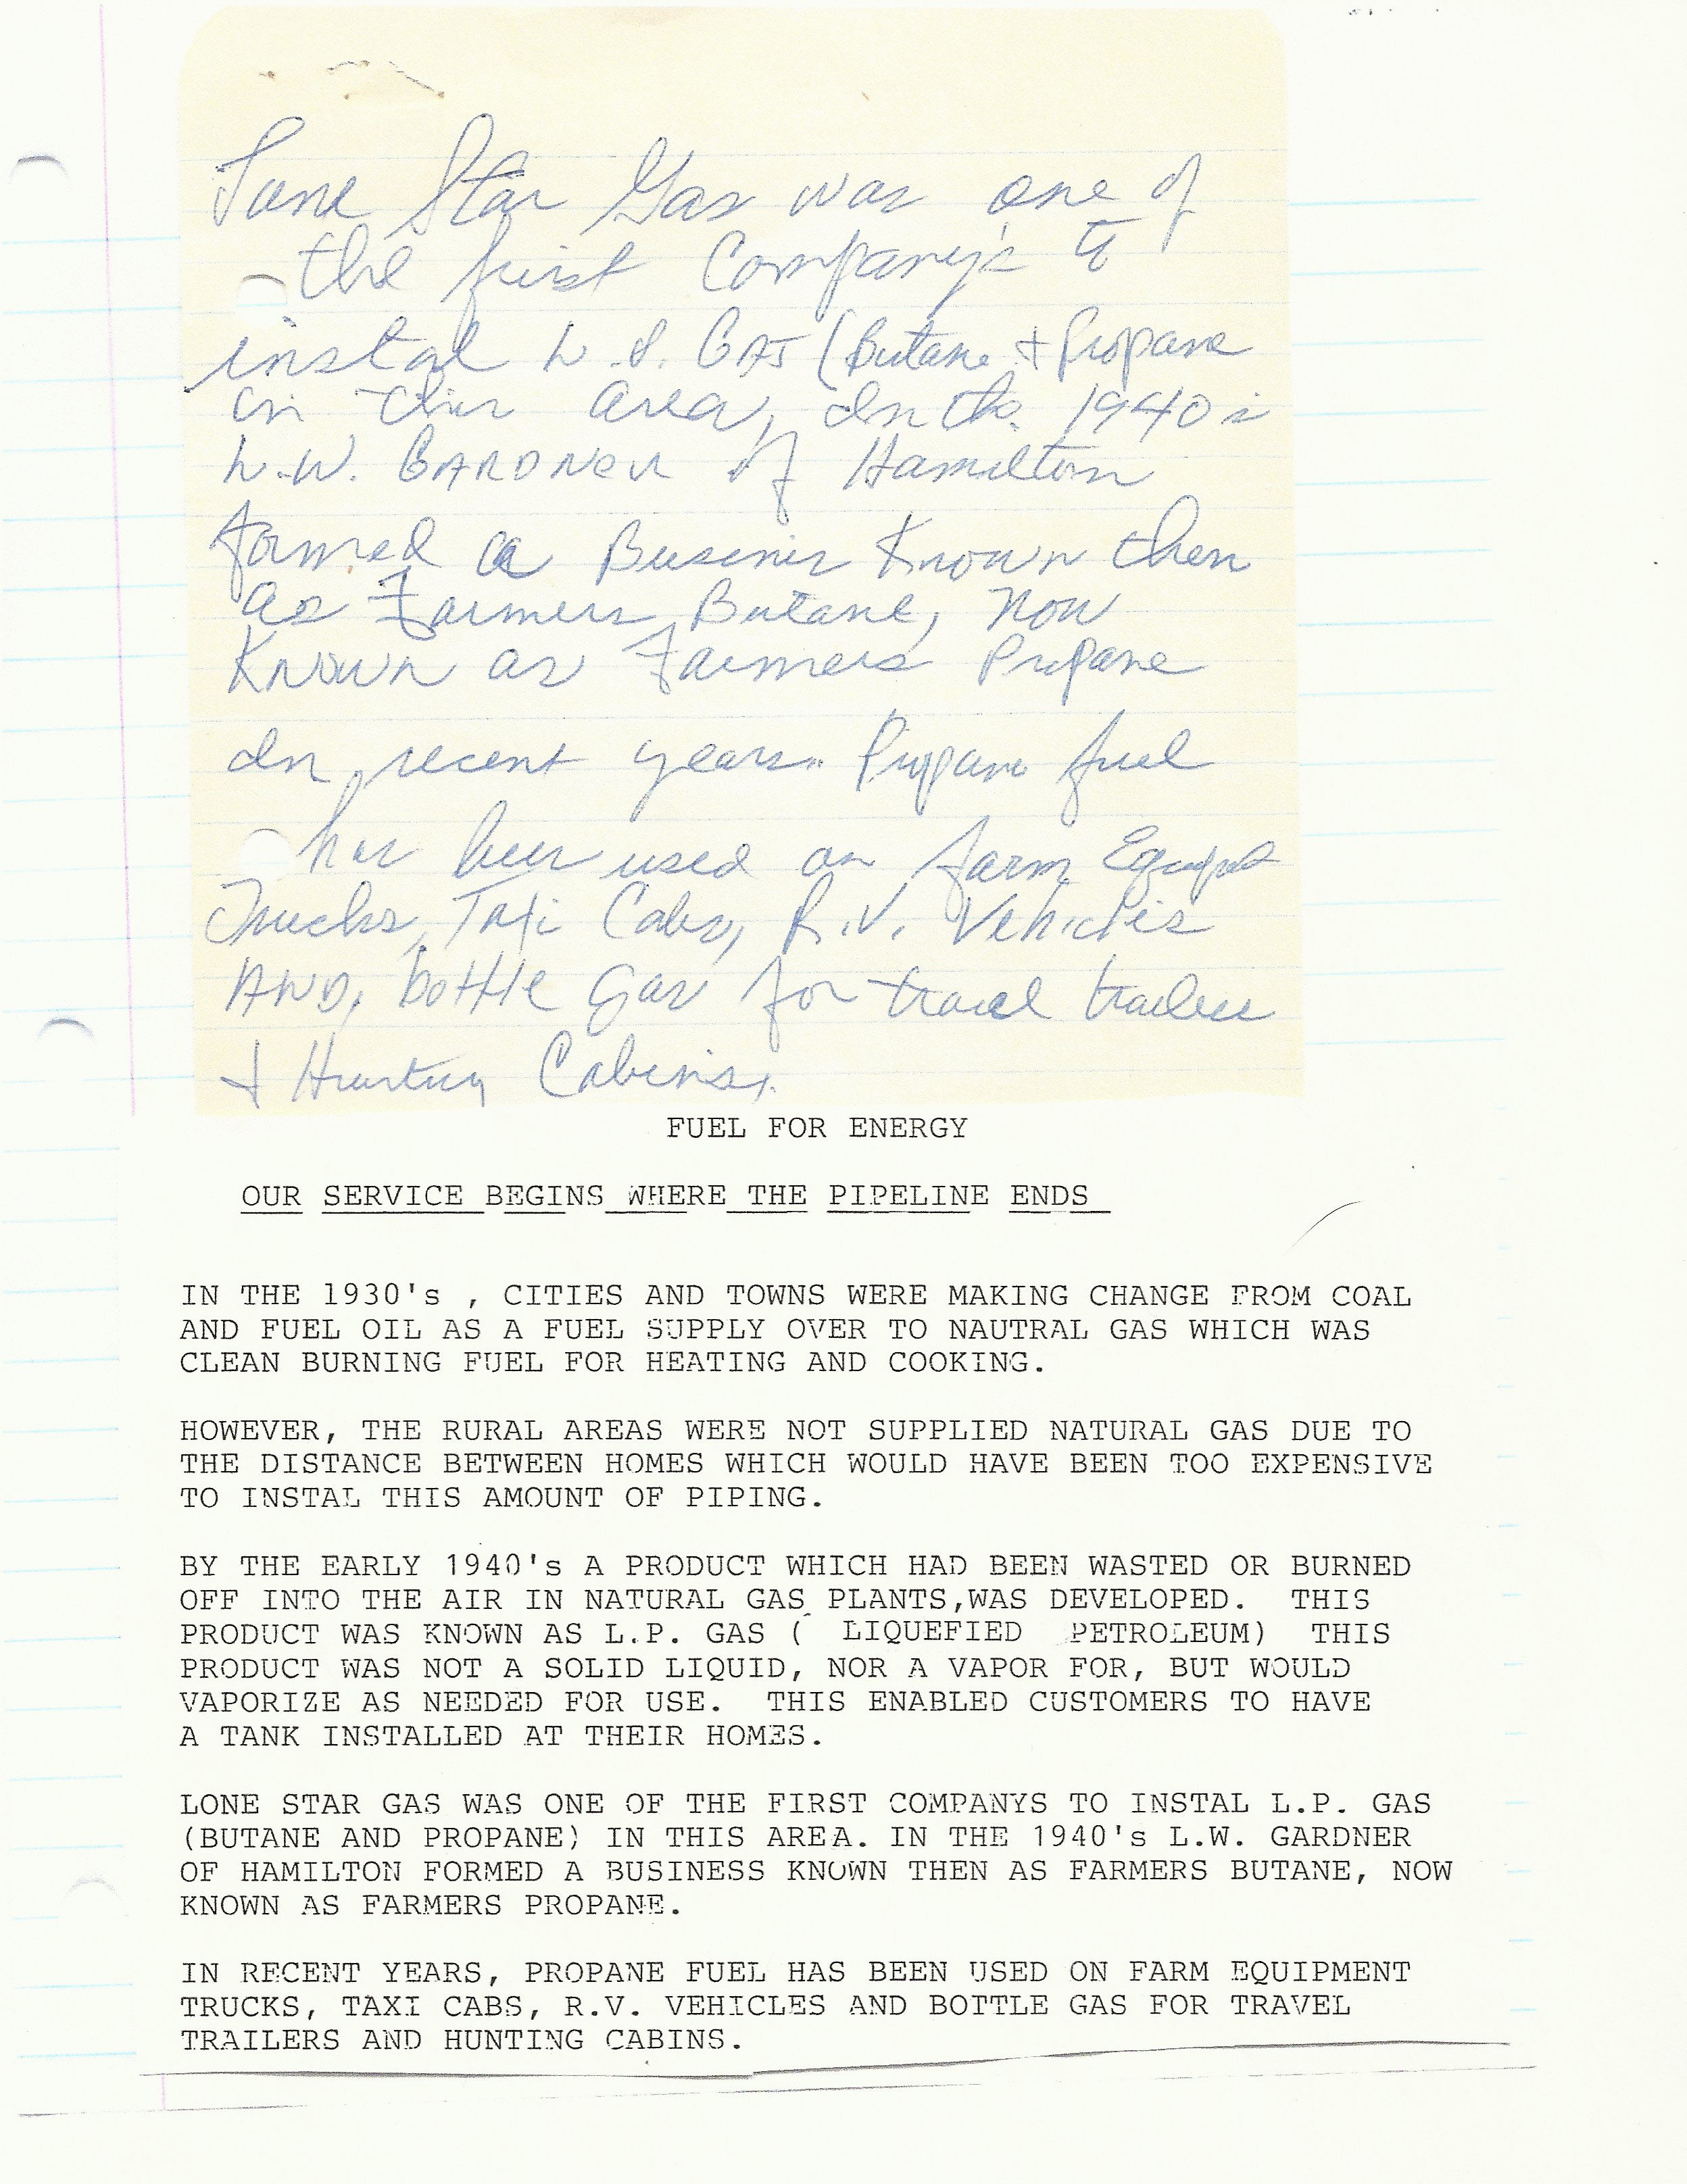 Lone Star Gas was one of
the first Company's to
instal L.P. GAS (Butane + Propane
in this area, In the 1940s
L.W. GARDNER of Hamilton
formed a Business Known then
as Farmers Butane, Now
Known as Farmers Propane
In recent years. Propane fuel
has been used on farm Equipt
Trucks, Taxi Cabs, R.V. Vehicles
AND, bottle Gas for travel trailer
+ Hunting Cabins.
FUEL FOR ENERGY
OUR SERVICE BEGINS WHERE THE PIPELINE ENDS
IN THE 1930's , CITIES AND TOWNS WERE MAKING CHANGE FROM COAL
AND FUEL OIL AS A FUEL SUPPLY OVER TO NAUTRAL GAS WHICH WAS
CLEAN BURNING FUEL FOR HEATING AND COOKING.
HOWEVER, THE RURAL AREAS WERE NOT SUPPLIED NATURAL GAS DUE TO
THE DISTANCE BETWEEN HOMES WHICH WOULD HAVE BEEN TOO EXPENSIVE
TO INSTAL THIS AMOUNT OF PIPING.
BY THE EARLY 1940's A PRODUCT WHICH HAD BEEN WASTED OR BURNED
OFF INTO THE AIR IN NATURAL GAS PLANTS,WAS DEVELOPED. THIS
PRODUCT WAS KNOWN AS L.P. GAS ( LIQUEFIED PETROLEUM) THIS
PRODUCT WAS NOT A SOLID LIQUID, NOR A VAPOR FOR, BUT WOULD
VAPORIZE AS NEEDED FOR USE. THIS ENABLED CUSTOMERS TO HAVE
A TANK INSTALLED AT THEIR HOMES.
LONE STAR GAS WAS ONE OF THE FIRST COMPANYS TO INSTAL L.P. GAS
(BUTANE AND PROPANE) IN THIS AREA. IN THE 1940's L.W. GARDNER
OF HAMILTON FORMED A BUSINESS KNOWN THEN AS FARMERS BUTANE, NOW
KNOWN AS FARMERS PROPANE.
IN RECENT YEARS, PROPANE FUEL HAS BEEN USED ON FARM EQUIPMENT
TRUCKS, TAXI CABS, R.V. VEHICLES AND BOTTLE GAS FOR TRAVEL
TRAILERS AND HUNTING CABINS.